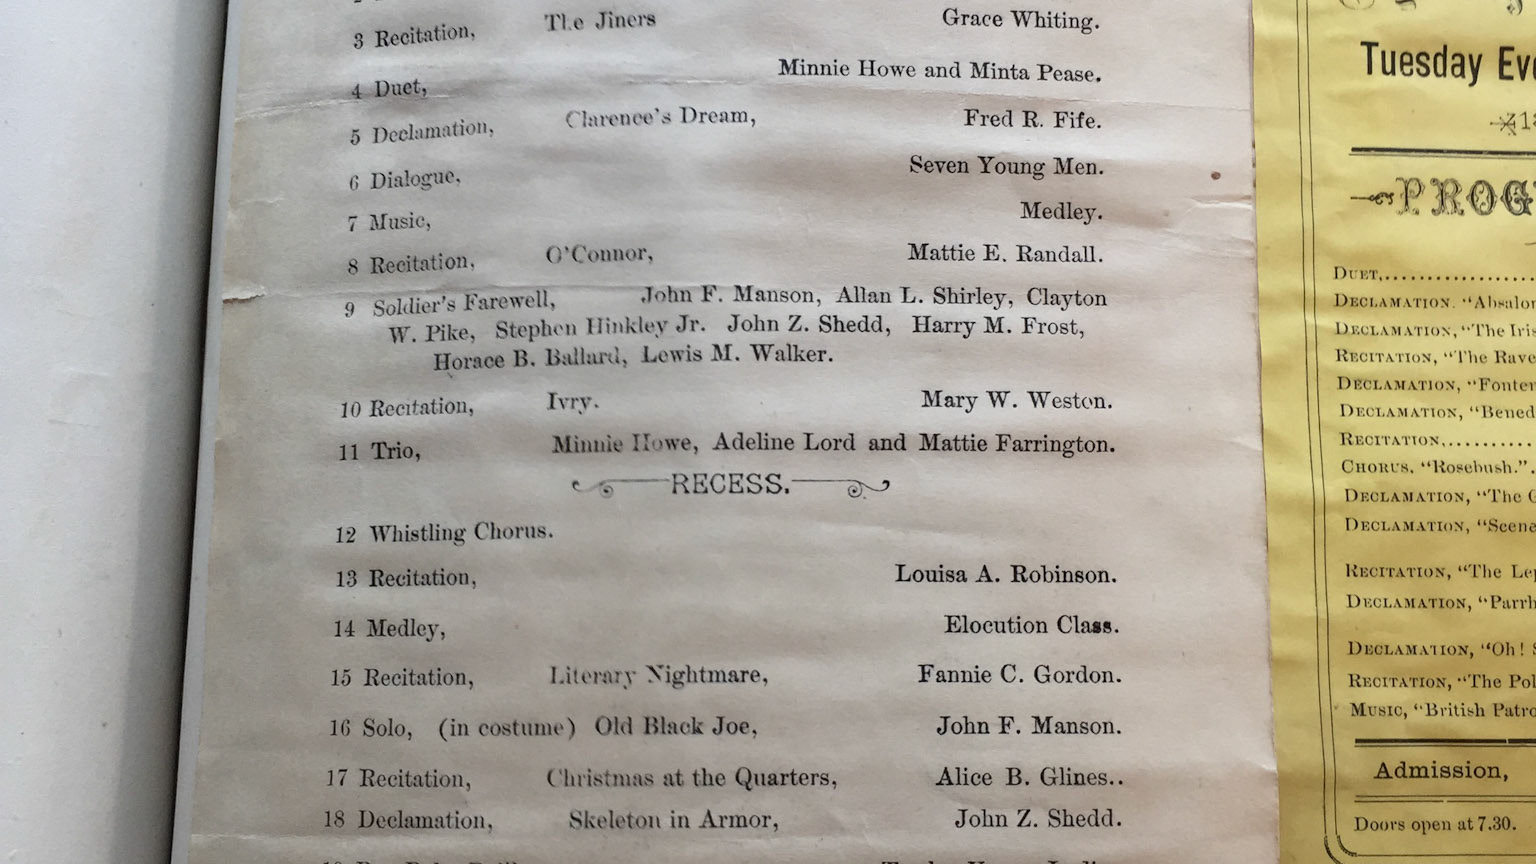 3 Recitation, The Jiners Grace Whiting.
4 Duet, Minnie Howe and Minta Pease.
5 Declamation, Clarence's Dream, Fred R. Fife.
6 Dialogue, Seven Young Men.
7 Music, Medley.
8 Recitation, O'Connor, Mattie E. Randall.
9 Soldier's Farewell, John F. Manson, Allan L. Shirley, Clayton
W. Pike, Stephen Hinkley Jr. John Z. Shedd, Harry M. Frost,
Horace B. Ballard, Lewis M. Walker.
10 Recitation, Ivry. Mary W. Weston.
11 Trio, Minnie Howe, Adeline Lord and Mattie Farrington.
RECESS.
12 Whistling Chorus.
13 Recitation, Louisa A. Robinson.
14 Medley, Elocution Class.
15 Recitation, Literary Nightmare, Fannie C. Gordon.
16 Solo, (in costume) Old Black Joe, John F. Manson.
17 Recitation, Christmas at the Quarters, Alice B. Glines..
18 Declamation, Skeleton in Armor, John Z. Shedd.
Tuesday Eve
PROG
DUET,..............
DECLAMATION. "Absalo
DECLAMATION, "The Iris
RECITATION, "The Rave
DECLAMATION, "Fonte
DECLAMATION, "Bened
RECITATION,..........
CHORUS. "Rosebush.".
DECLAMATION, "The
DECLAMATION, "Scene
RECITATION, "The Le
DECLAMATION, "Parrh
DECLAMATION, "Oh!
RECITATION, "The Pol
MUSIC, "British Patro
Admission,
Doors open at 7.30.